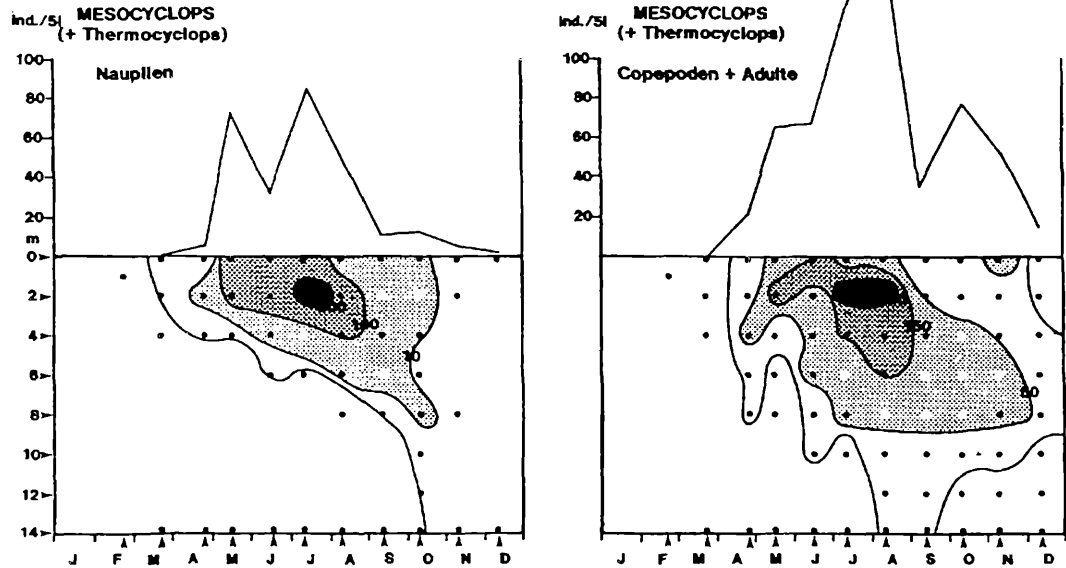 ind./5l MESOCYCLOPS
(+ Thermocyclops)
Nauplien
100
80
60
40
20
m
0
2
4
6
8
10
12
14
100
10
J F M A M J J A S O N D
ind./5l MESOCYCLOPS
(+ Thermocyclops)
Copepoden + Adulte
100
80
60
40
20
50
J F M A M J J A S O N D